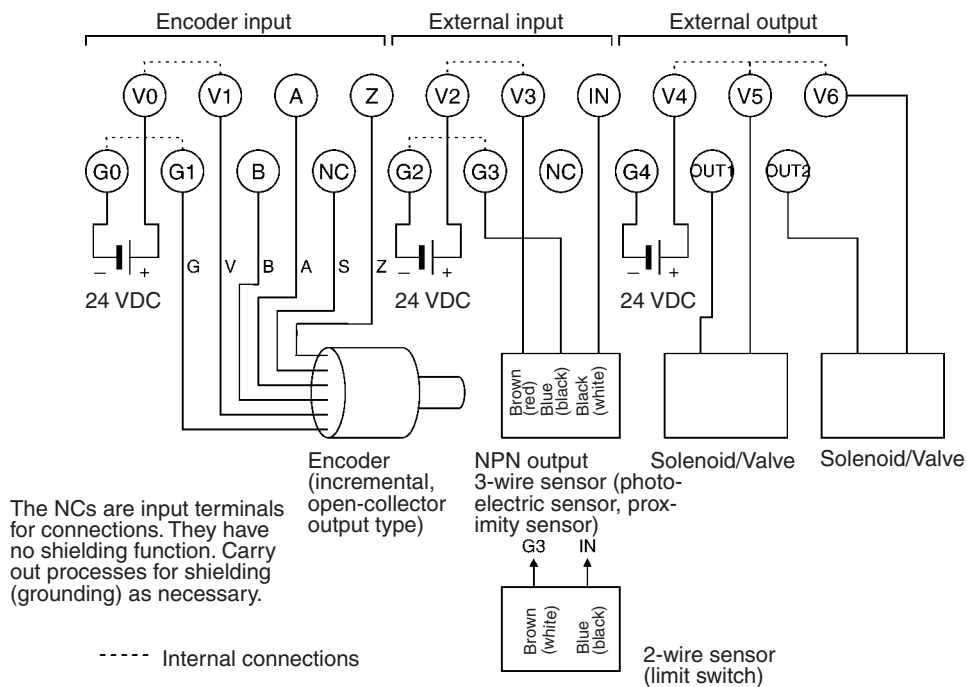 Encoder input External input External output
V0 V1 A Z V2 V3 IN V4 V5 V6
G0 G1 B NC G2 G3 NC G4 OUT1 OUT2
– + – + – +
G V B A S Z
24 VDC 24 VDC 24 VDC
Brown
(red)
Blue
(black)
Black
(white)
Encoder
(incremental,
open-collector
output type)
NPN output
3-wire sensor (photo-
electric sensor, prox-
imity sensor)
Solenoid/Valve Solenoid/Valve
The NCs are input terminals
for connections. They have
no shielding function. Carry
out processes for shielding
(grounding) as necessary.
G3 IN
Brown
(white)
Blue
(black)
2-wire sensor
(limit switch)
Internal connections